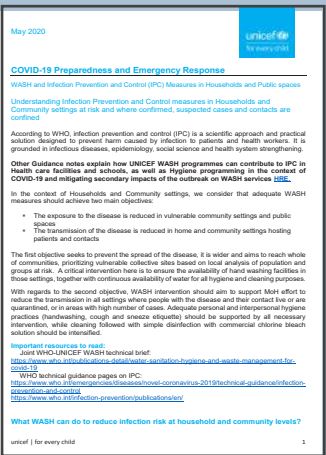 May 2020
unicef
for every child
COVID-19 Preparedness and Emergency Response
WASH and Infection Prevention and Control (IPC) Measures in Households and Public spaces
Understanding Infection Prevention and Control measures in Households and
Community settings at risk and where confirmed, suspected cases and contacts are
confined
According to WHO, infection prevention and control (IPC) is a scientific approach and practical
solution designed to prevent harm caused by infection to patients and health workers. It is
grounded in infectious diseases, epidemiology, social science and health system strengthening.
Other Guidance notes explain how UNICEF WASH programmes can contribute to IPC in
Health care facilities and schools, as well as Hygiene programming in the context of
COVID-19 and mitigating secondary impacts of the outbreak on WASH services HRE.
In the context of Households and Community settings, we consider that adequate WASH
measures should achieve two main objectives:
• The exposure to the disease is reduced in vulnerable community settings and public
spaces
• The transmission of the disease is reduced in home and community settings hosting
patients and contacts
The first objective seeks to prevent the spread of the disease, it is wider and aims to reach whole
of communities, prioritizing vulnerable collective sites based on local analysis of population and
groups at risk. A critical intervention here is to ensure the availability of hand washing facilities in
those settings, together with continuous availability of water for all hygiene and cleaning purposes.
With regards to the second objective, WASH intervention should aim to support MoH effort to
reduce the transmission in all settings where people with the disease and their contact live or are
quarantined, or in areas with high number of cases. Adequate personal and interpersonal hygiene
practices (handwashing, cough and sneeze etiquette) should be supported by all necessary
intervention, while cleaning followed with simple disinfection with commercial chlorine bleach
solution should be intensified.
Important resources to read:
Joint WHO-UNICEF WASH technical brief:
https://www.who.int/publications-detail/water-sanitation-hygiene-and-waste-management-for-
covid-19
WHO technical guidance pages on IPC:
https://www.who.int/emergencies/diseases/novel-coronavirus-2019/technical-guidance/infection-
prevention-and-control
https://www.who.int/infection-prevention/publications/en/
What WASH can do to reduce infection risk at household and community levels?
unicef | for every child 1